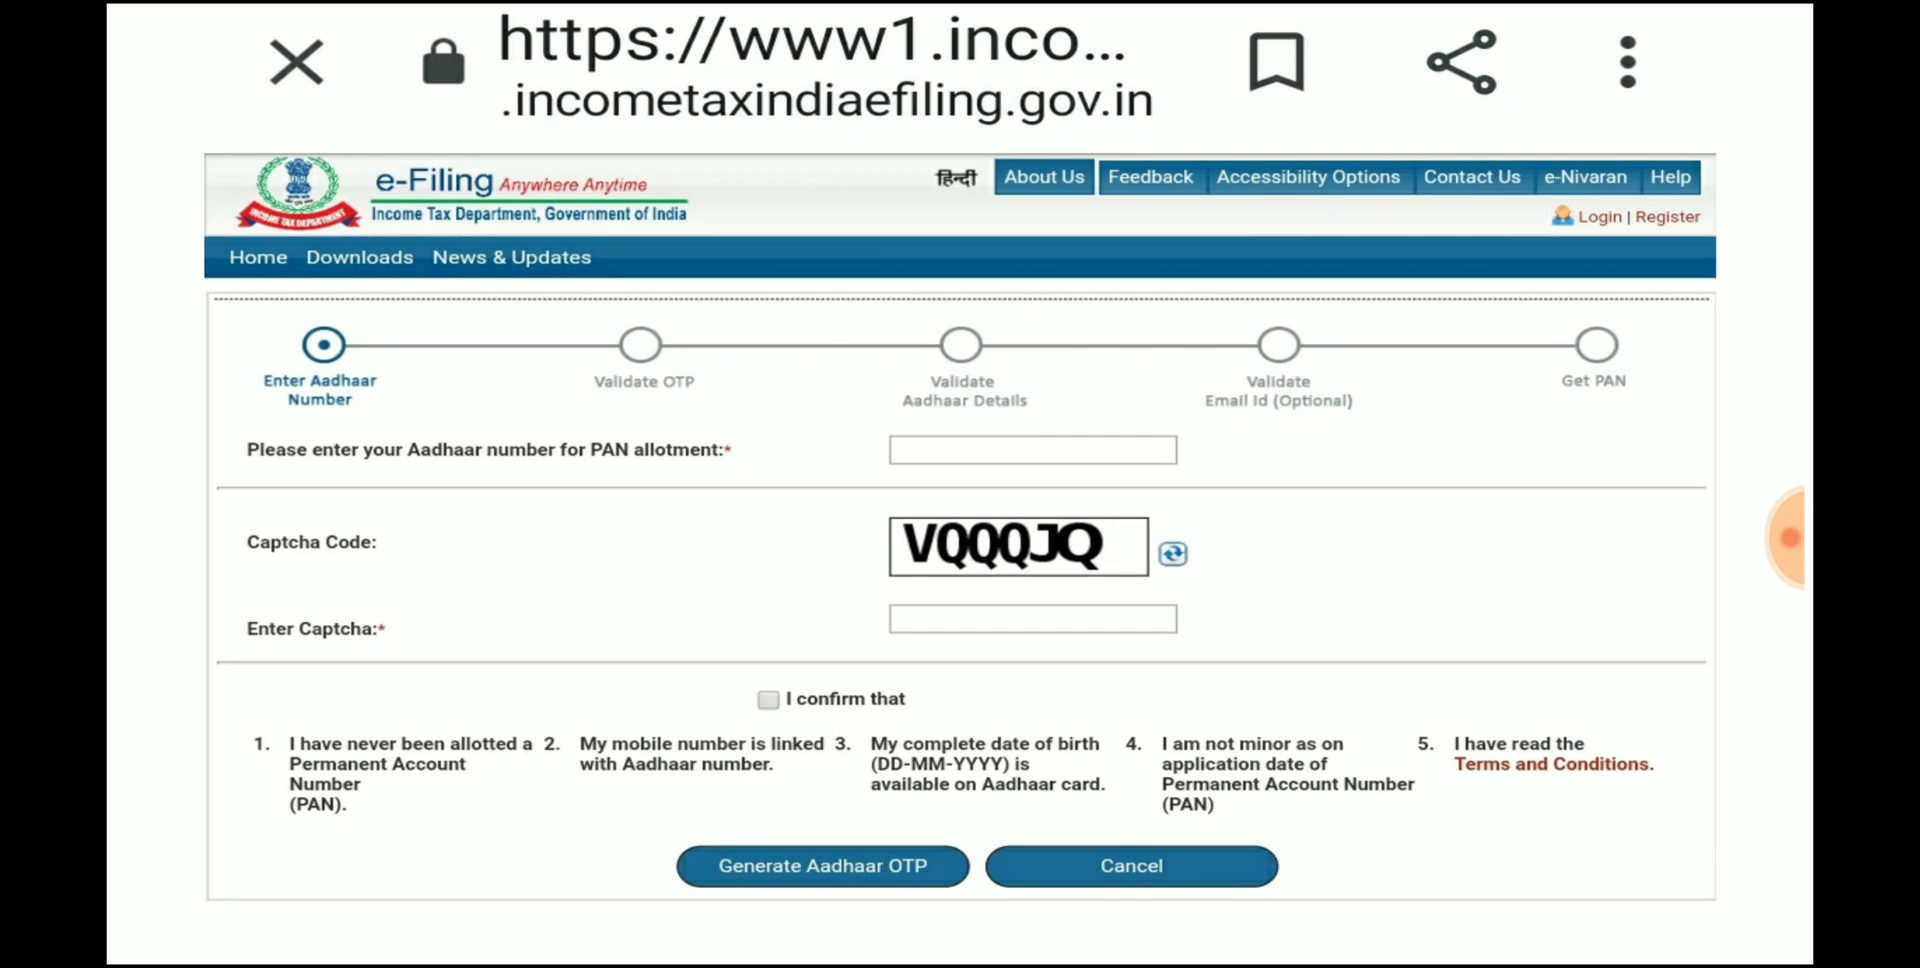 https://www1.inco...
.incometaxindiaefiling.gov.in
e-Filing Anywhere Anytime
Income Tax Department, Government of India
INCOME TAX DEPARTMENT
हिन्दी About Us Feedback Accessibility Options Contact Us e-Nivaran Help
Login | Register
Home Downloads News & Updates
Enter Aadhaar
Number
Validate OTP
Validate
Aadhaar Details
Validate
Email Id (Optional)
Get PAN
Please enter your Aadhaar number for PAN allotment:*
Captcha Code:
VQQQJQ
Enter Captcha:*
I confirm that
1. I have never been allotted a
Permanent Account
Number
(PAN).
2. My mobile number is linked
with Aadhaar number.
3. My complete date of birth
(DD-MM-YYYY) is
available on Aadhaar card.
4. I am not minor as on
application date of
Permanent Account Number
(PAN)
5. I have read the
Terms and Conditions.
Generate Aadhaar OTP
Cancel